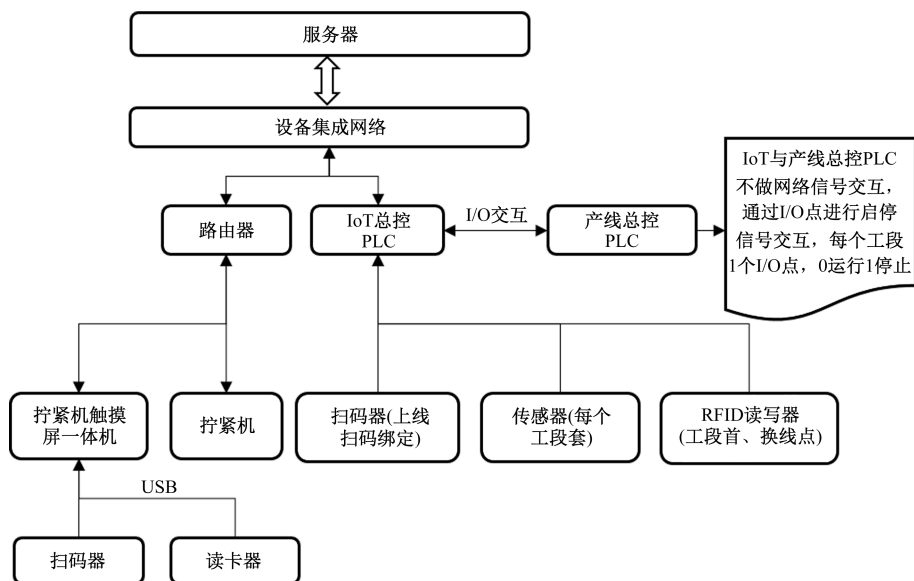 服务器
设备集成网络
路由器
IoT总控
PLC
I/O交互
产线总控
PLC
IoT与产线总控PLC
不做网络信号交互，
通过I/O点进行启停
信号交互，每个工段
1个I/O点，0运行1停止
拧紧机触摸
屏一体机
拧紧机
扫码器(上线
扫码绑定)
传感器(每个
工段套)
RFID读写器
(工段首、换线点)
USB
扫码器
读卡器